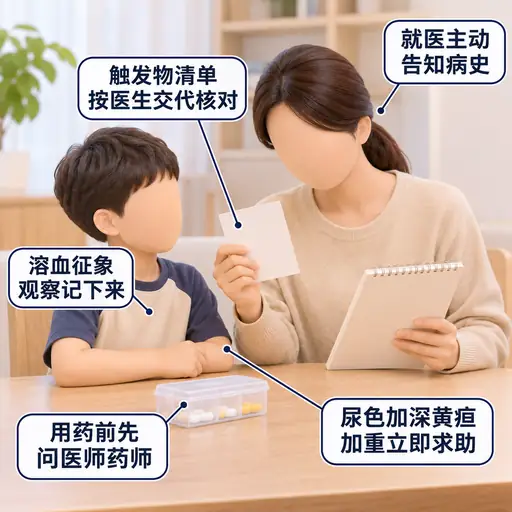 就医主动
告知病史
触发物清单
按医生交代核对
溶血征象
观察记下来
用药前先
问医师药师
尿色加深黄疸
加重立即求助